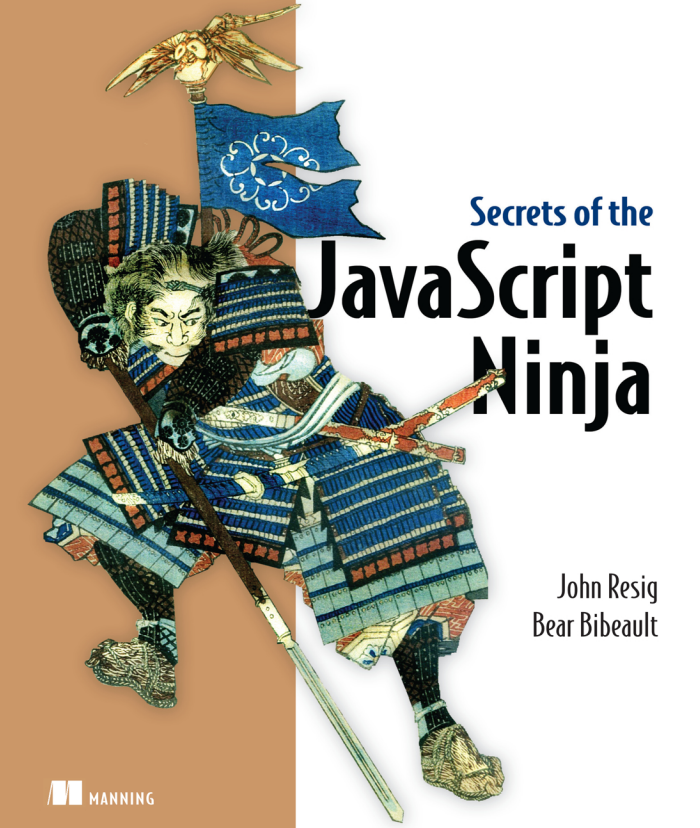 Secrets of the
JavaScript
Ninja
John Resig
Bear Bibeault
MANNING